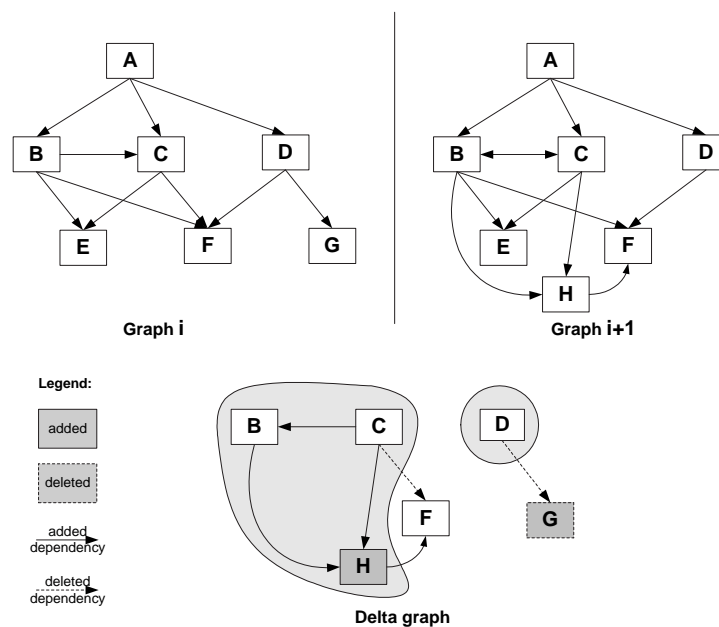 A
B
C
D
E
F
G
Graph i
A
B
C
D
E
F
H
Graph i+1
Legend:
added
deleted
added
dependency
deleted
dependency
B
C
D
F
G
H
Delta graph